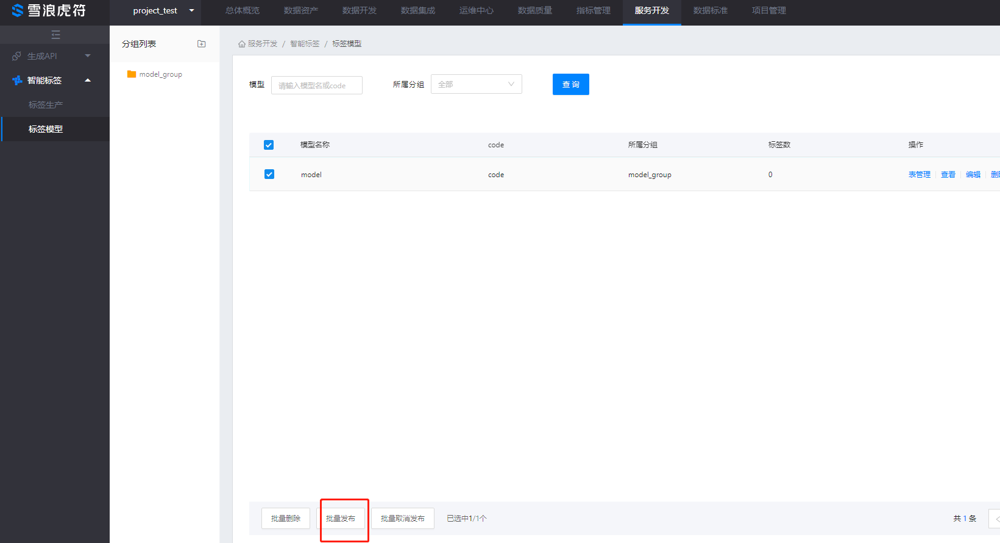 雪浪虎符 project_test 总体概览 数据资产 数据开发 数据集成 运维中心 数据质量 指标管理 服务开发 数据标准 项目管理
分组列表 服务开发 / 智能标签 / 标签模型
生成API
智能标签
标签生产
标签模型
model_group
模型 请输入模型名或code 所属分组 全部 查询
模型名称 code 所属分组 标签数 操作
model code model_group 0 表管理 查看 编辑
批量删除 批量发布 批量取消发布 已选中1/1个 共 1 条